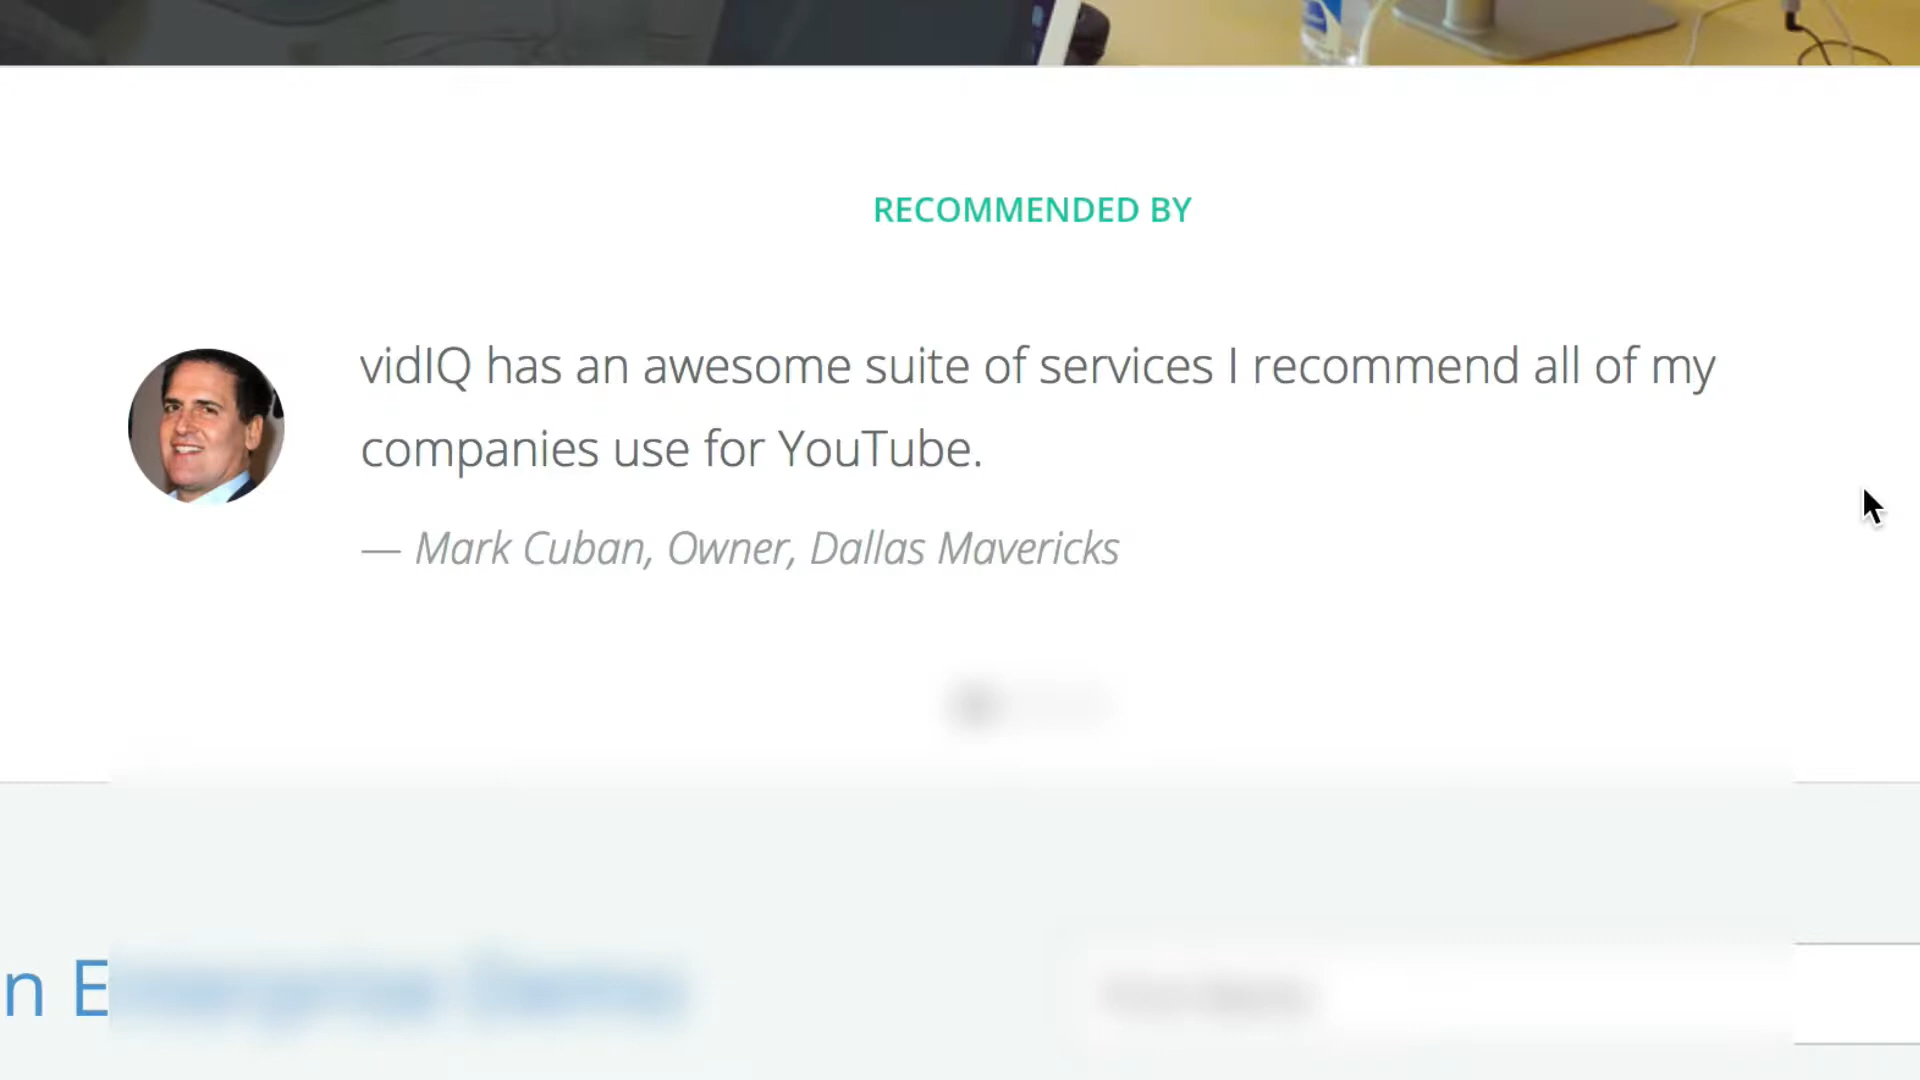 RECOMMENDED BY
vidIQ has an awesome suite of services I recommend all of my
companies use for YouTube.
— Mark Cuban, Owner, Dallas Mavericks
n E